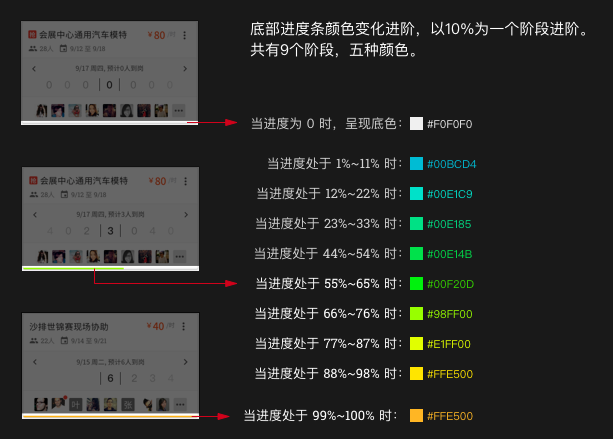 底部进度条颜色变化进阶，以10%为一个阶段进阶。
共有9个阶段，五种颜色。
会展中心通用汽车模特 ￥80/时
28人 9/12 至 9/18
9/17 周四, 预计0人到岗
0 0 0 0 0 0 0
当进度为 0 时，呈现底色： #F0F0F0
当进度处于 1%~11% 时： #00BCD4
会展中心通用汽车模特 ￥80/时
28人 9/12 至 9/18
9/17 周四, 预计3人到岗
4 0 2 3 0 4 0
当进度处于 12%~22% 时： #00E1C9
当进度处于 23%~33% 时： #00E185
当进度处于 44%~54% 时： #00E14B
当进度处于 55%~65% 时： #00F20D
当进度处于 66%~76% 时： #98FF00
沙排世锦赛现场协助 ￥40/时
22人 9/14 至 9/21
9/15 周二, 预计6人到岗
6 2 3 4
当进度处于 77%~87% 时： #E1FF00
当进度处于 88%~98% 时： #FFE500
当进度处于 99%~100% 时： #FFE500